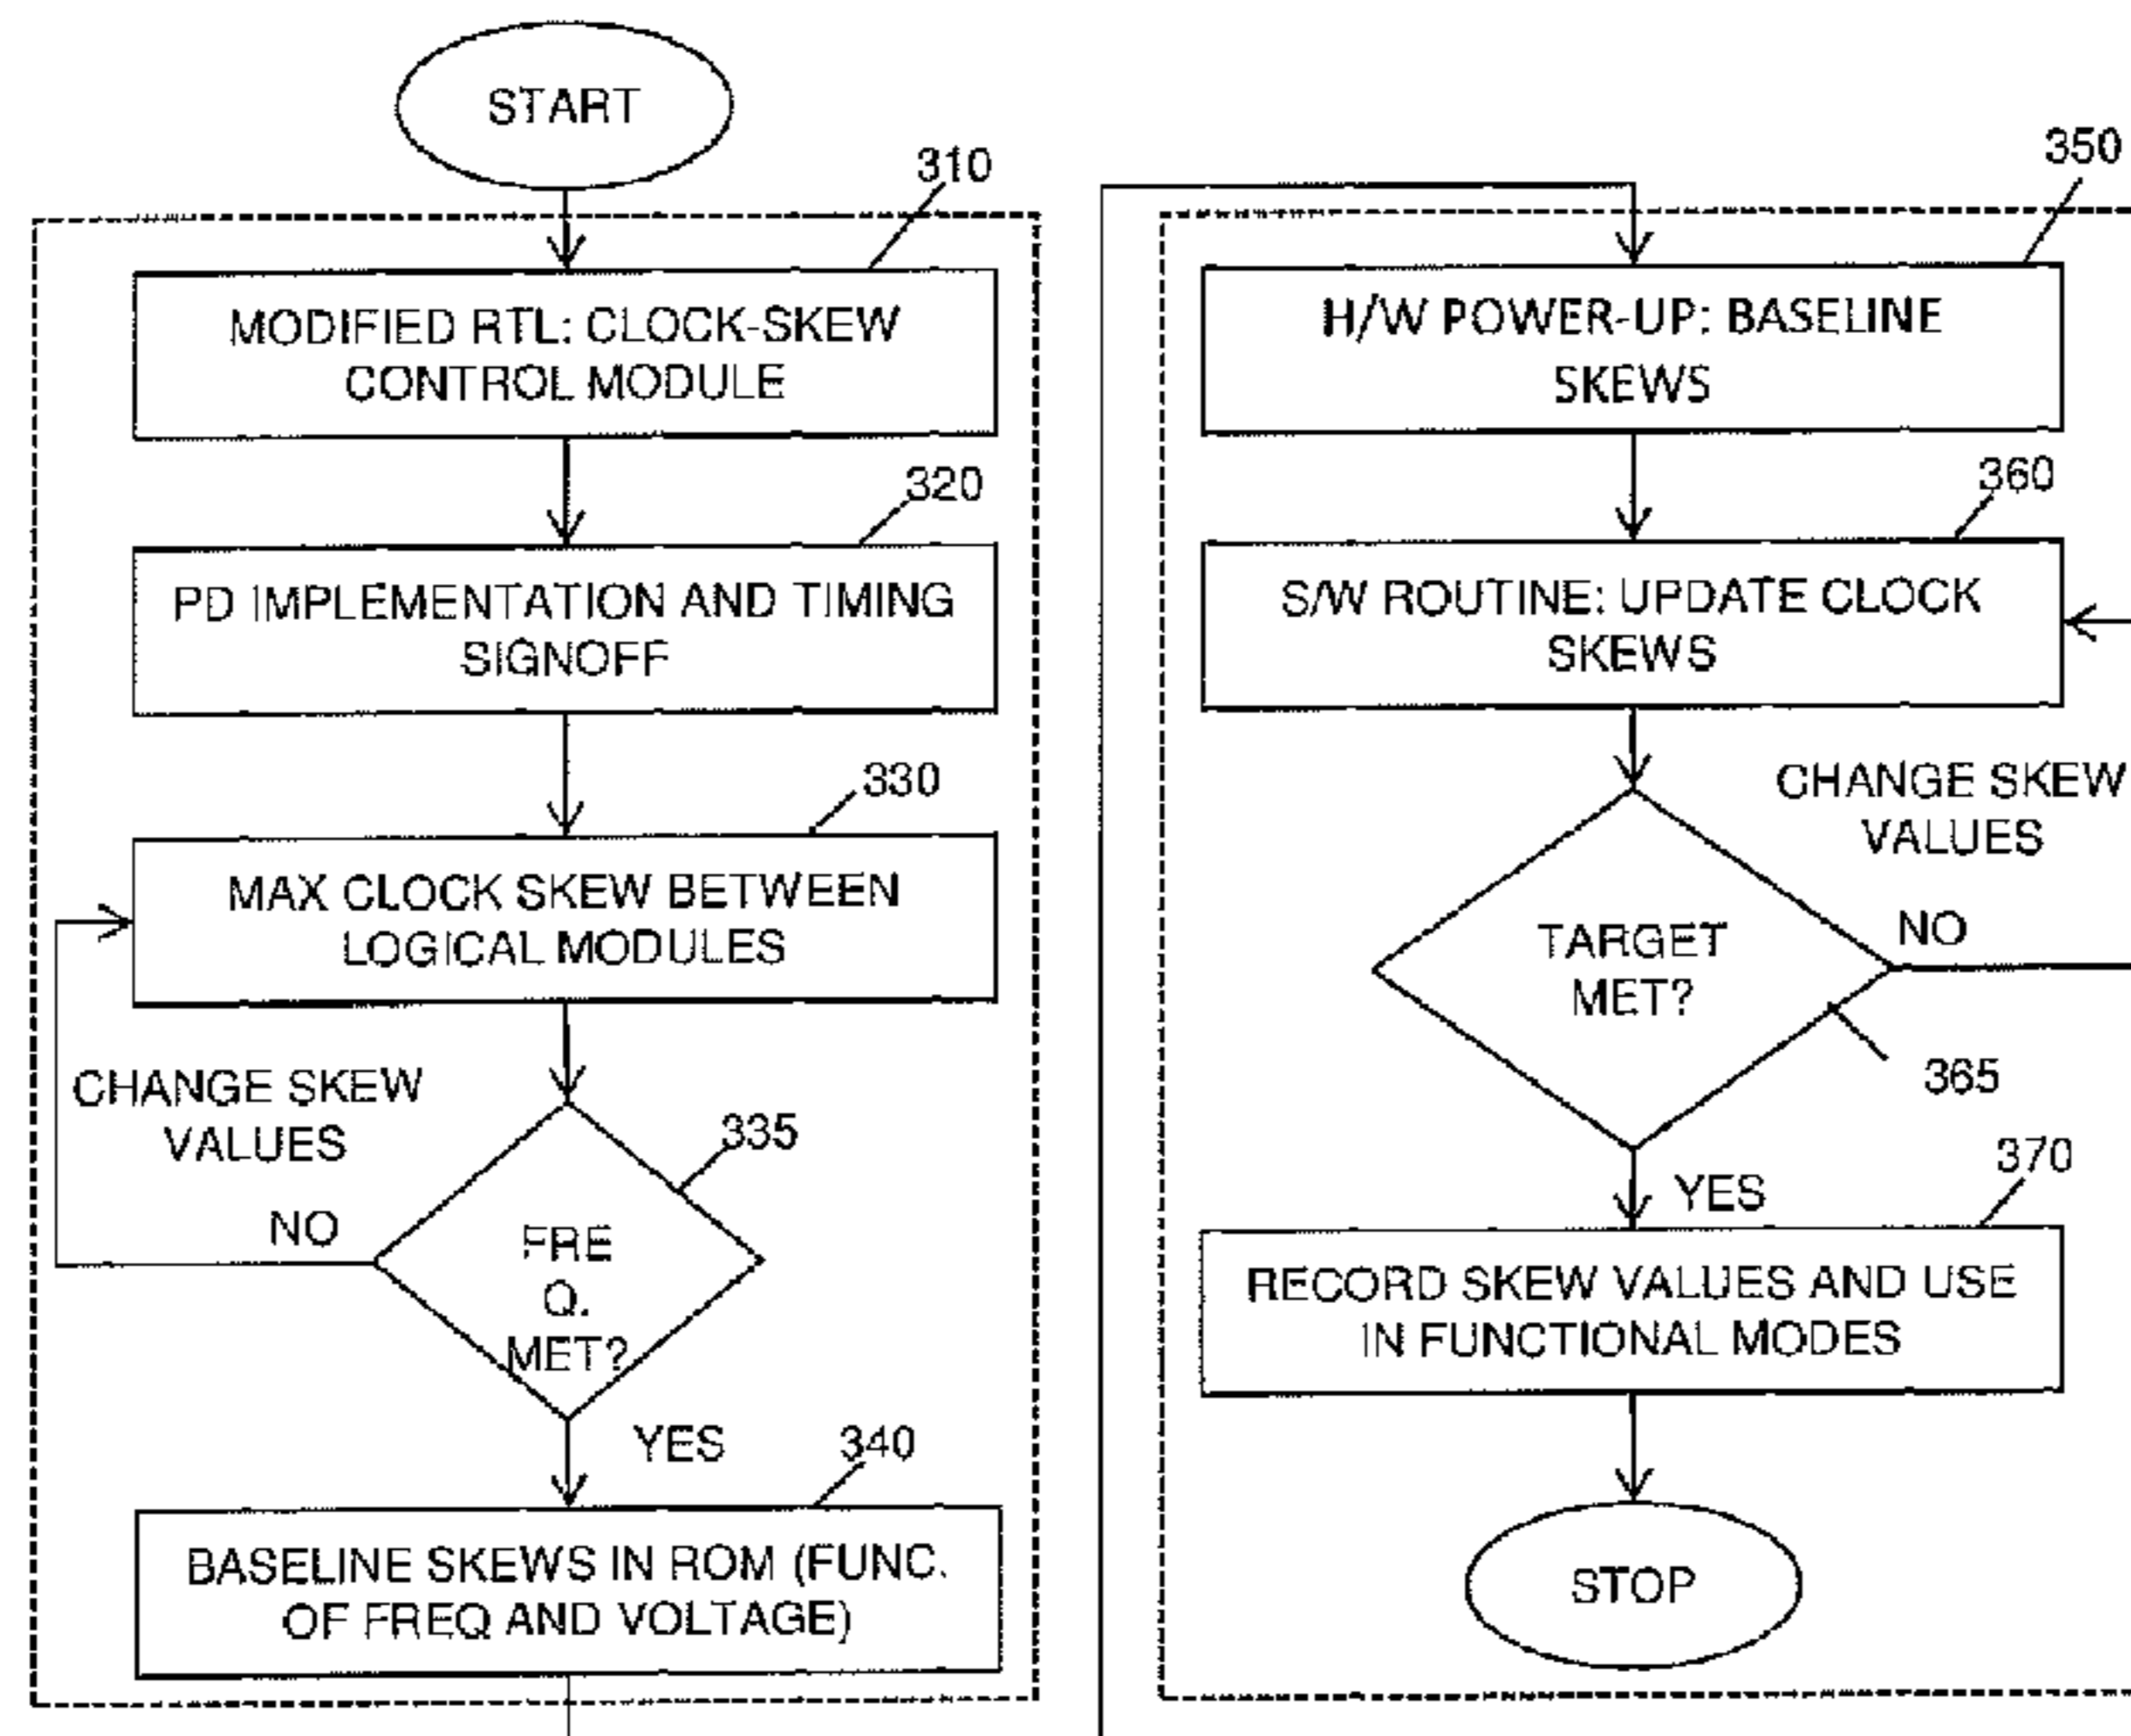 START
310
MODIFIED RTL: CLOCK-SKEW
CONTROL MODULE
320
PD IMPLEMENTATION AND TIMING
SIGNOFF
330
MAX CLOCK SKEW BETWEEN
LOGICAL MODULES
CHANGE SKEW
VALUES
335
NO
FRE
Q.
MET?
YES
340
BASELINE SKEWS IN ROM (FUNC.
OF FREQ AND VOLTAGE)
350
H/W POWER-UP: BASELINE
SKEWS
360
S/W ROUTINE: UPDATE CLOCK
SKEWS
CHANGE SKEW
VALUES
TARGET
MET?
NO
365
YES
370
RECORD SKEW VALUES AND USE
IN FUNCTIONAL MODES
STOP